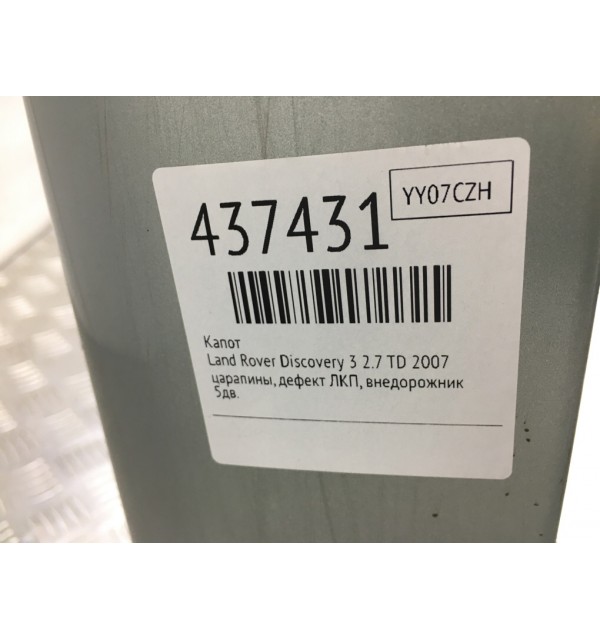 YY07CZH
437431
Капот
Land Rover Discovery 3 2.7 TD 2007
царапины, дефект ЛКП, внедорожник
5дв.